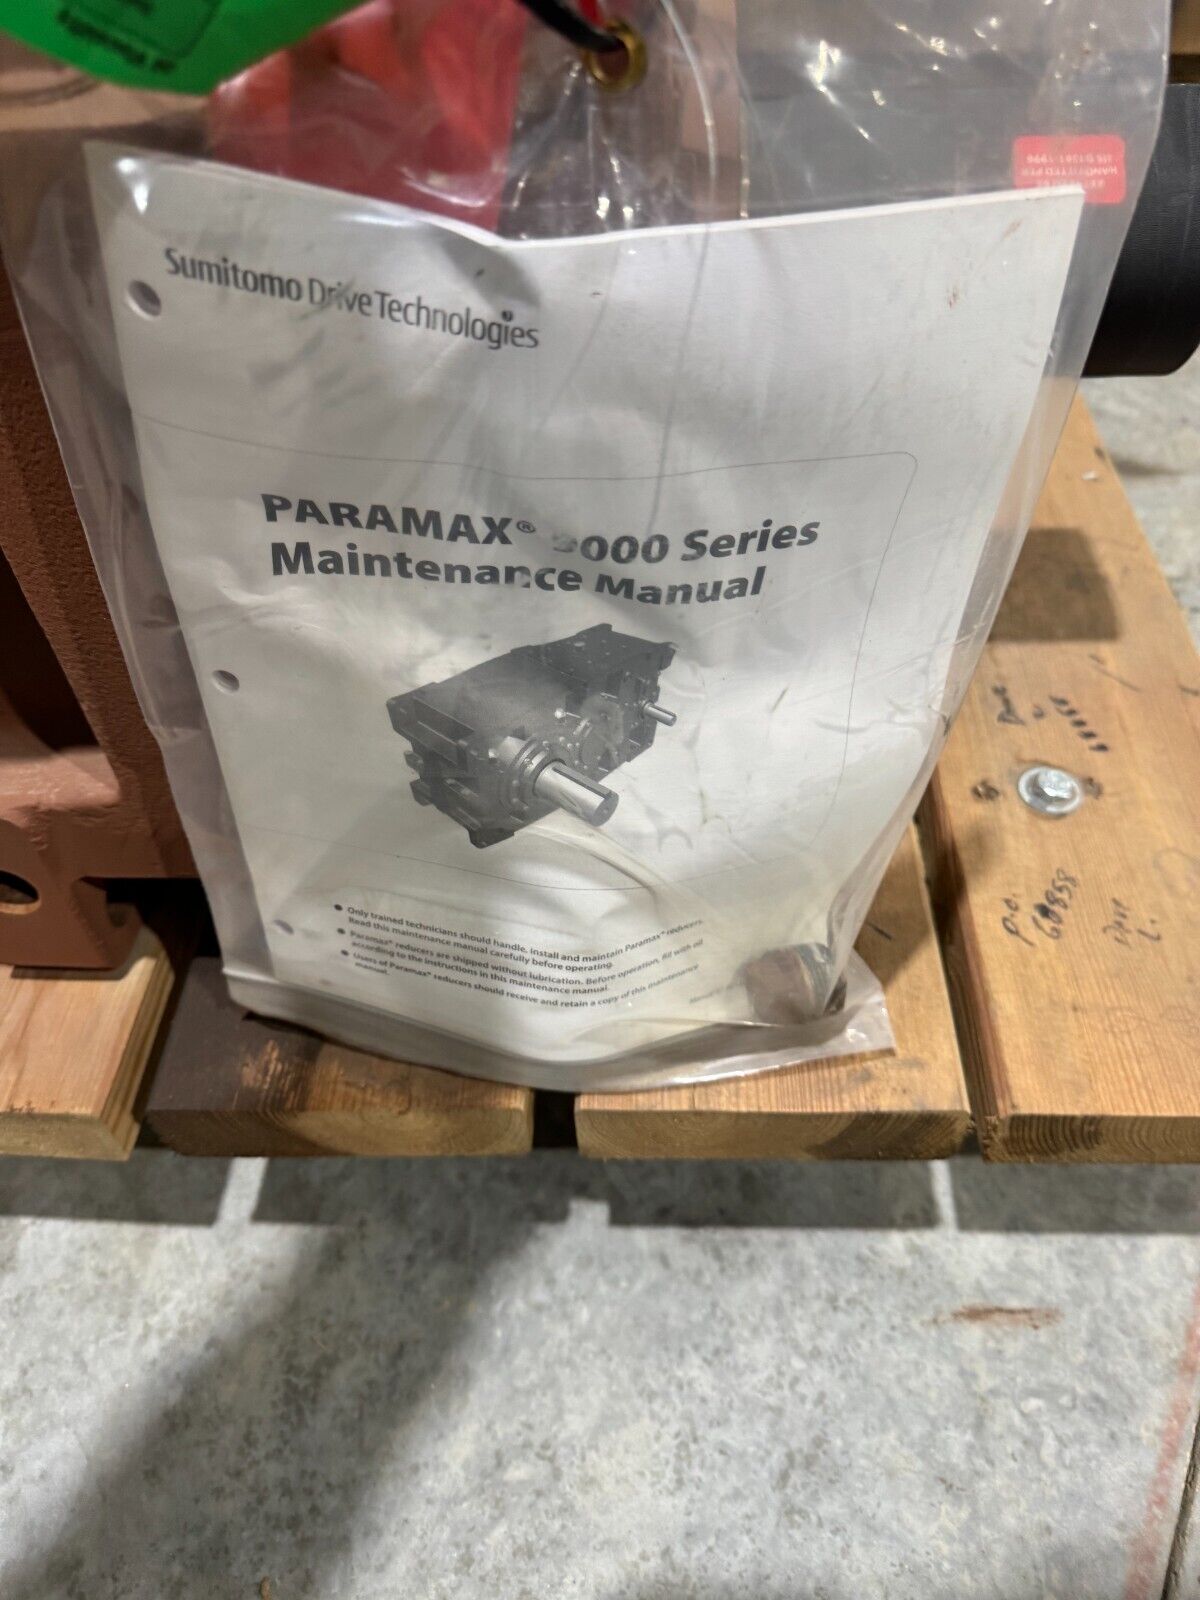 Sumitomo Drive Technologies
PARAMAX® 9000 Series
Maintenance Manual
● Only trained technicians should handle, install and maintain Paramax® reducers.
Read this maintenance manual carefully before operating.
● Paramax® reducers are shipped without lubrication. Before operation, fill with oil
according to the instructions in this maintenance manual.
● Users of Paramax® reducers should receive and retain a copy of this maintenance
manual.
P.O.